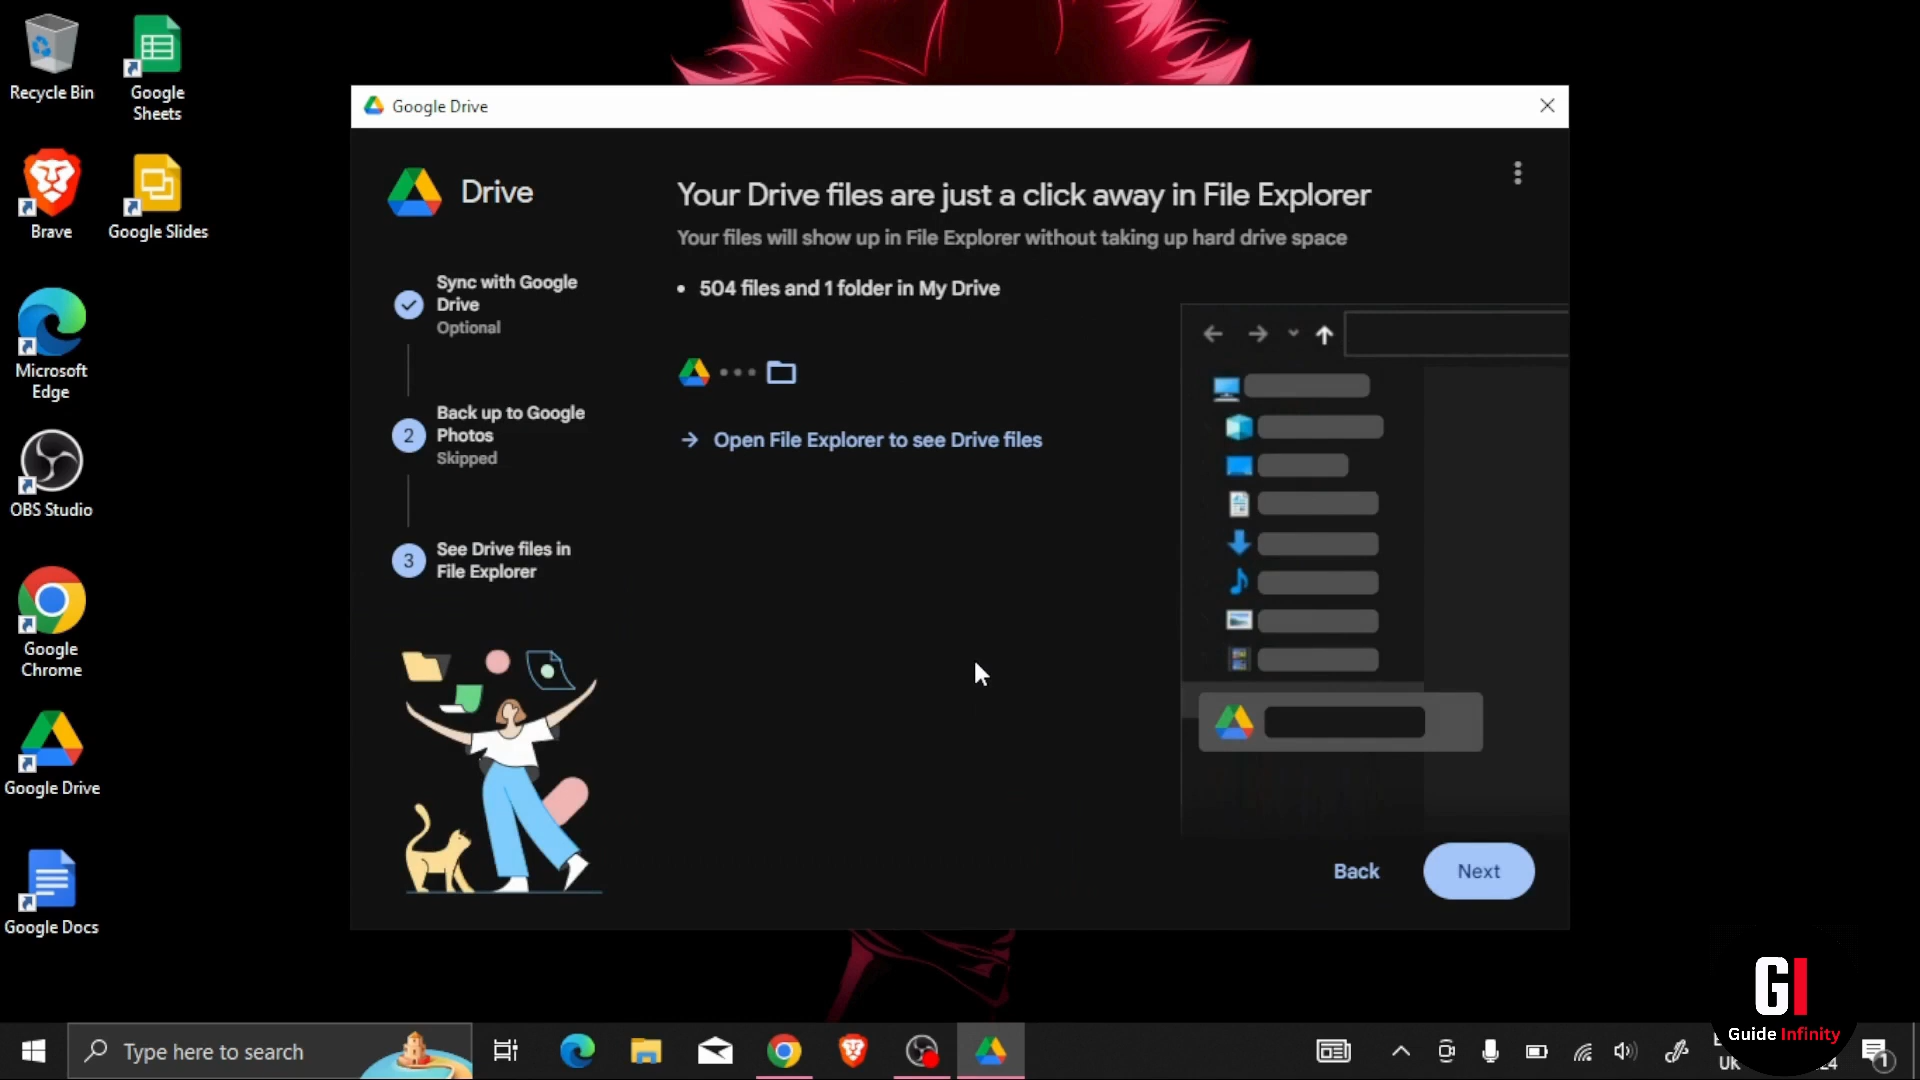 Recycle Bin
Google
Sheets
Brave
Google Slides
Microsoft
Edge
OBS Studio
Google
Chrome
Google Drive
Google Docs
Google Drive
Drive
Sync with Google
Drive
Optional
2
Back up to Google
Photos
Skipped
3
See Drive files in
File Explorer
Your Drive files are just a click away in File Explorer
Your files will show up in File Explorer without taking up hard drive space
• 504 files and 1 folder in My Drive
→ Open File Explorer to see Drive files
Back
Next
Type here to search
UK
24
1
GI
Guide Infinity